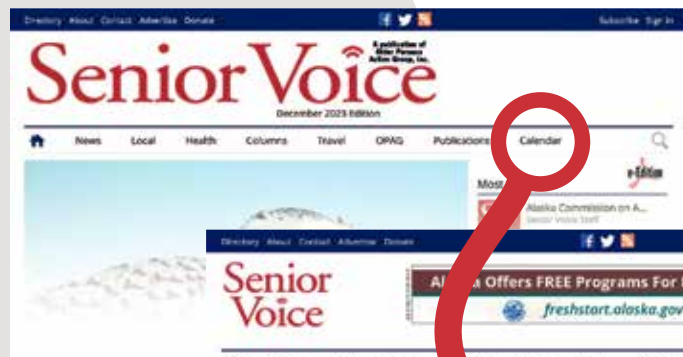 Directory About Contact Advertise Donate
Subscribe Sign In
Senior Voice
A publication of
Older Persons
Action Group, Inc.
December 2023 Edition
News Local Health Columns Travel OPAG Publications Calendar
e-Edition
Most
Alaska Commission on A...
Senior Voice Staff
Directory About Contact Advertise Donate
Senior
Voice
Offers FREE Programs For
freshstart.alaska.gov